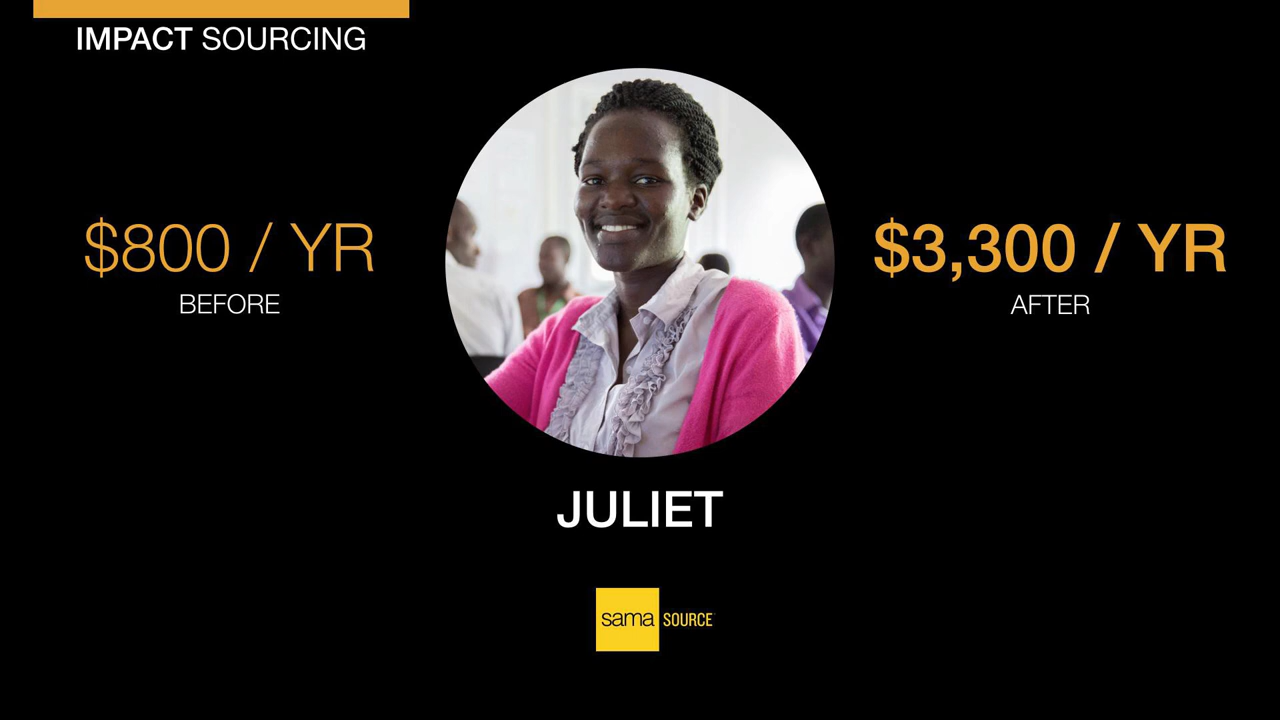 IMPACT SOURCING
$800 / YR
BEFORE
$3,300 / YR
AFTER
JULIET
sama SOURCE